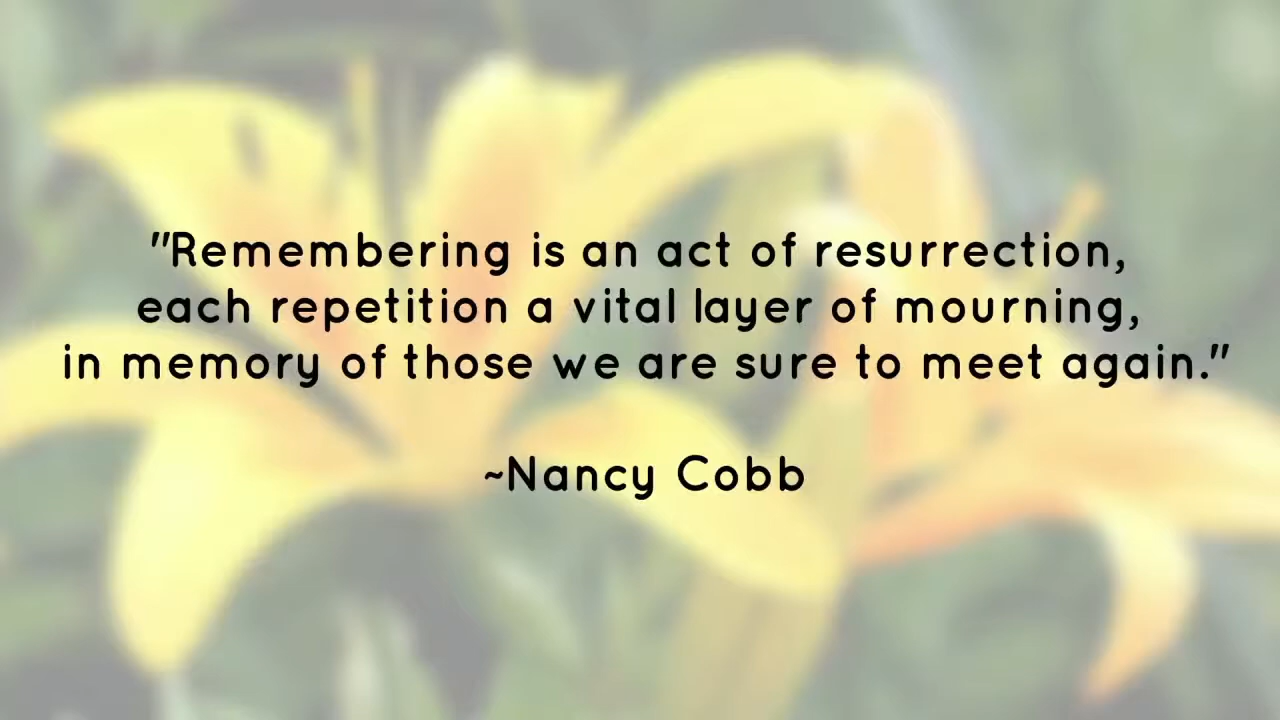 "Remembering is an act of resurrection,
each repetition a vital layer of mourning,
in memory of those we are sure to meet again."
~Nancy Cobb